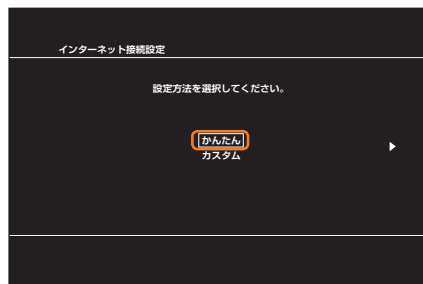 インターネット接続設定
設定方法を選択してください。
かんたん
カスタム